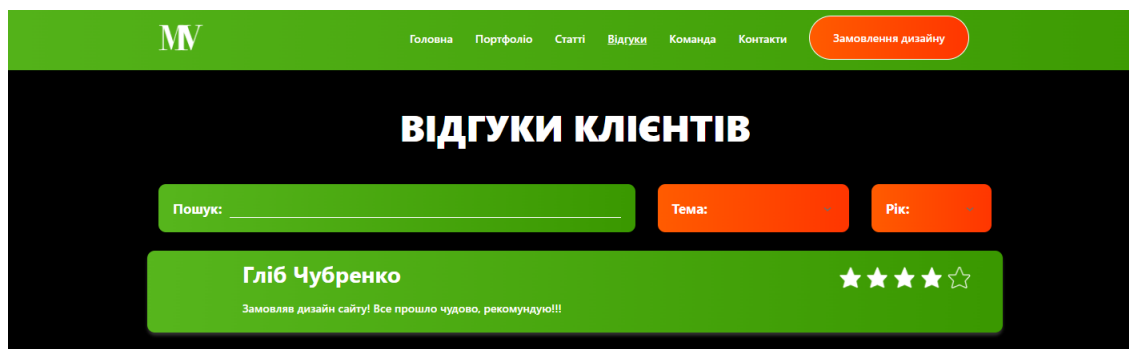 MV
Головна Портфоліо Статті Відгуки Команда Контакти Замовлення дизайну
ВІДГУКИ КЛІЄНТІВ
Пошук: Тема: Рік:
Гліб Чубренко
Замовляв дизайн сайту! Все прошло чудово, рекомундую!!!